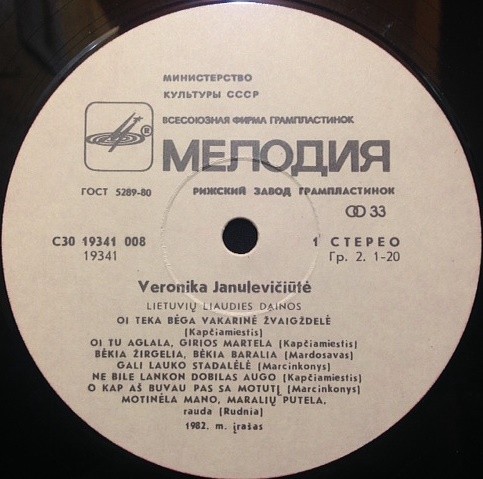 МИНИСТЕРСТВО
КУЛЬТУРЫ СССР
ВСЕСОЮЗНАЯ ФИРМА ГРАМПЛАСТИНОК
®
МЕЛОДИЯ
ГОСТ 5289-80
РИЖСКИЙ ЗАВОД ГРАМПЛАСТИНОК
33
С30 19341 008
1 СТЕРЕО
19341
Гр. 2. 1-20
Veronika Janulevičiūtė
LIETUVIŲ LIAUDIES DAINOS
OI TEKA BĖGA VAKARINĖ ŽVAIGŽDELĖ
(Kapčiamiestis)
OI TU AGLALA, GIRIOS MARTELA (Kapčiamiestis)
BĖKIA ŽIRGELIA, BĖKIA BARALIA (Mardosavas)
GALI LAUKO STADALĖLĖ (Marcinkonys)
NE BILE LANKON DOBILAS AUGO (Kapčiamiestis)
O KAP AŠ BUVAU PAS SA MOTUTĮ (Marcinkonys)
MOTINĖLA MANO, MARALIŲ PUTELA,
rauda (Rudnia)
1982. m. įrašas